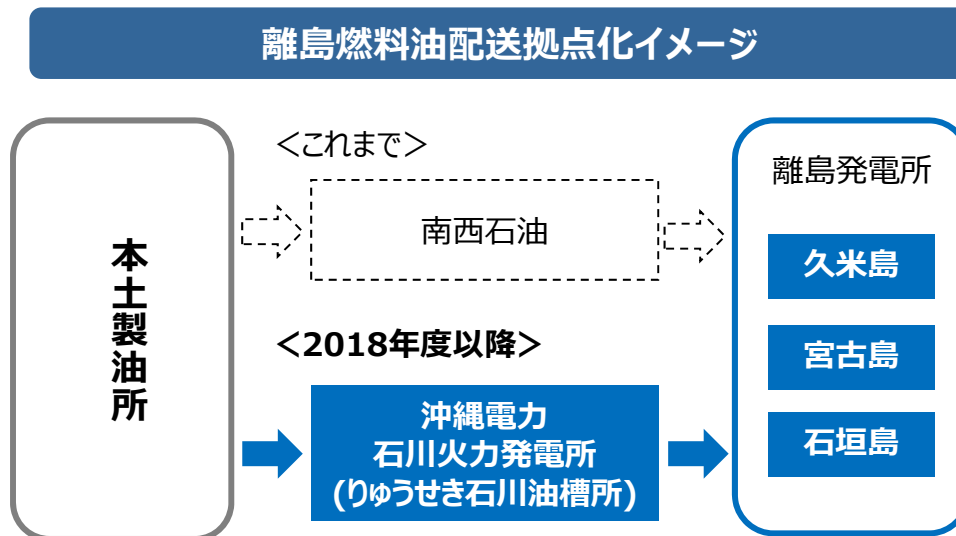 離島燃料油配送拠点化イメージ
本土製油所
＜これまで＞
南西石油
＜2018年度以降＞
沖縄電力
石川火力発電所
(りゅうせき石川油槽所)
離島発電所
久米島
宮古島
石垣島